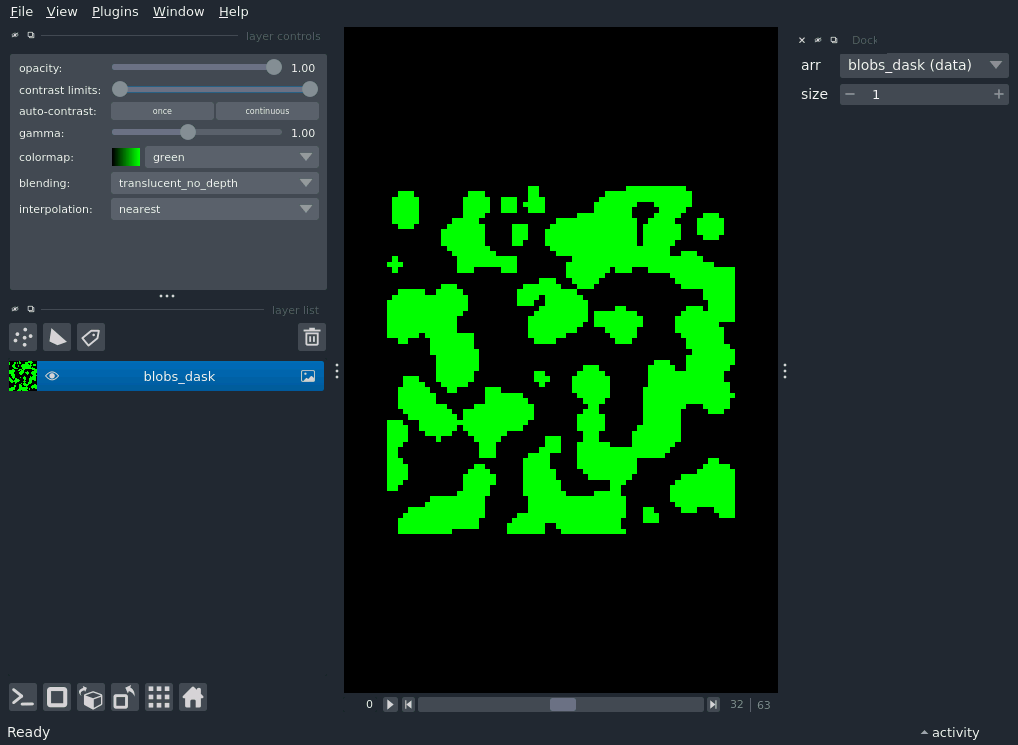 File View Plugins Window Help
layer controls
opacity: 1.00
contrast limits:
auto-contrast: once continuous
gamma: 1.00
colormap: green
blending: translucent_no_depth
interpolation: nearest
layer list
blobs_dask
0 32 63
Ready
activity
arr blobs_dask (data)
size 1